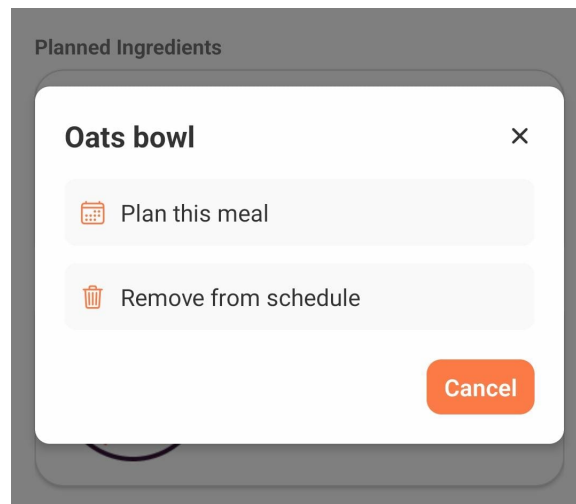 Planned Ingredients
Oats bowl
Plan this meal
Remove from schedule
Cancel